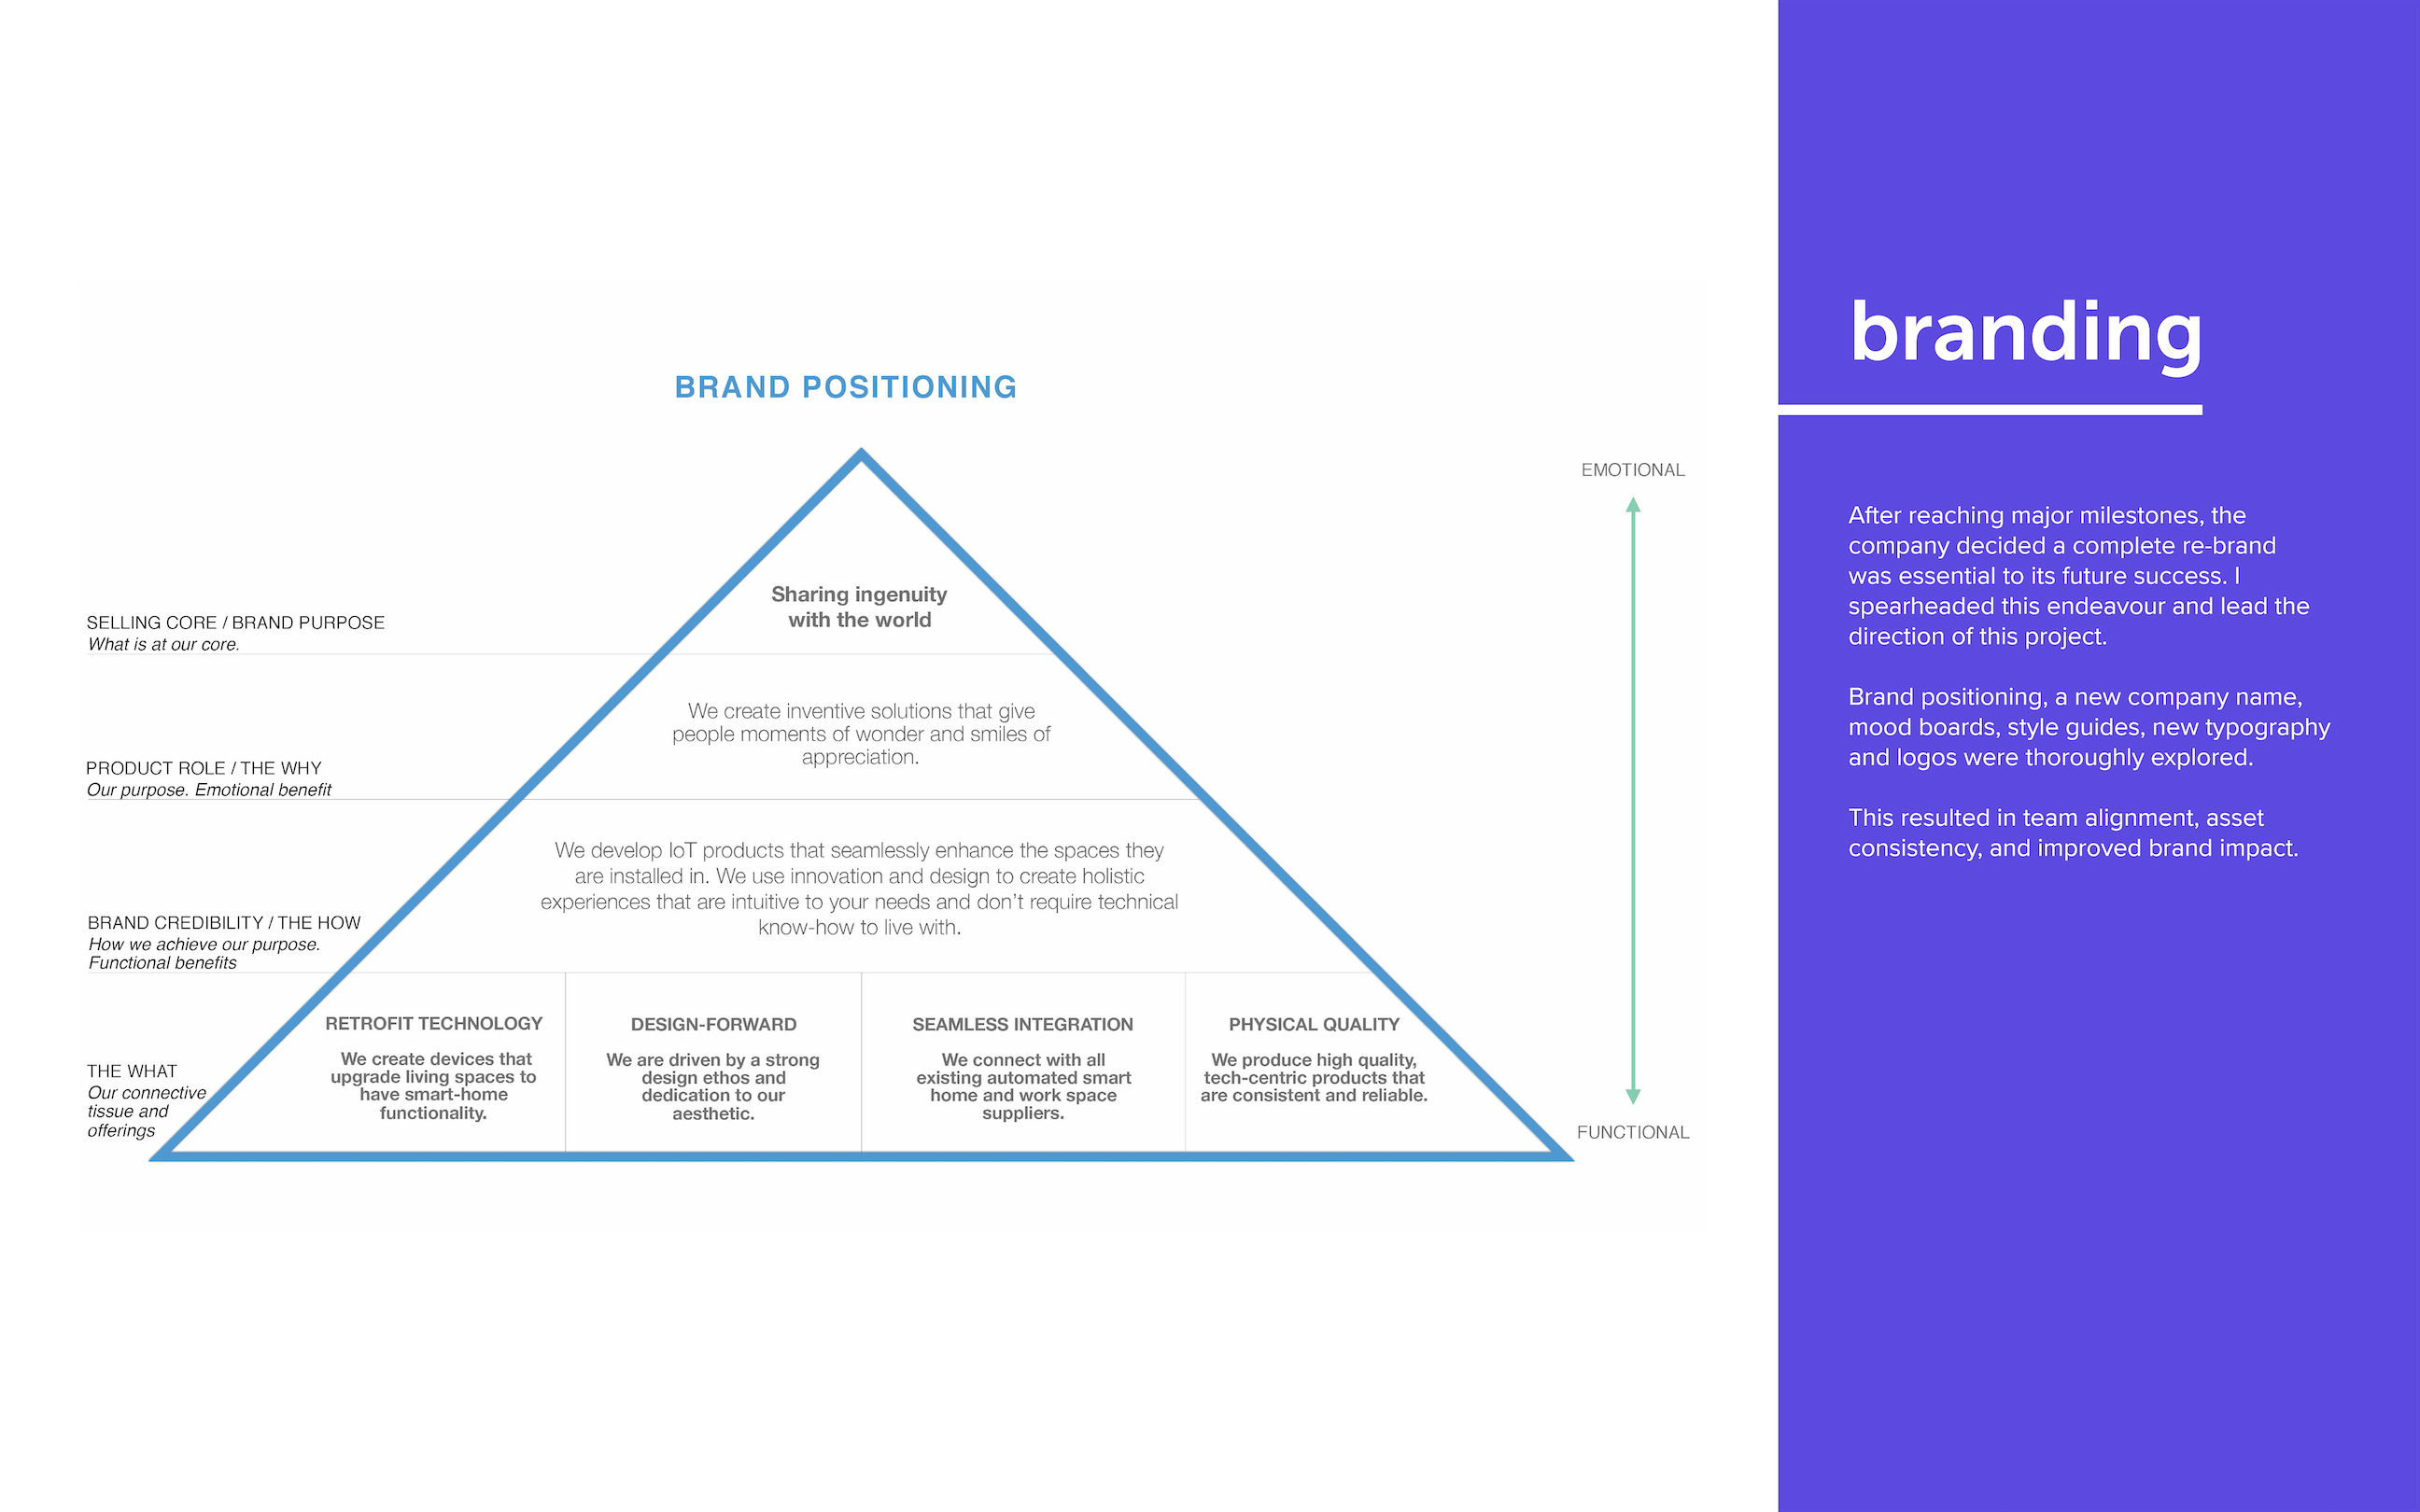 BRAND POSITIONING
SELLING CORE / BRAND PURPOSE
What is at our core.
Sharing ingenuity
with the world
PRODUCT ROLE / THE WHY
Our purpose. Emotional benefit
We create inventive solutions that give
people moments of wonder and smiles of
appreciation.
BRAND CREDIBILITY / THE HOW
How we achieve our purpose.
Functional benefits
We develop IoT products that seamlessly enhance the spaces they
are installed in. We use innovation and design to create holistic
experiences that are intuitive to your needs and don’t require technical
know-how to live with.
THE WHAT
Our connective
tissue and
offerings
RETROFIT TECHNOLOGY
We create devices that
upgrade living spaces to
have smart-home
functionality.
DESIGN-FORWARD
We are driven by a strong
design ethos and
dedication to our
aesthetic.
SEAMLESS INTEGRATION
We connect with all
existing automated smart
home and work space
suppliers.
PHYSICAL QUALITY
We produce high quality,
tech-centric products that
are consistent and reliable.
EMOTIONAL
FUNCTIONAL
branding
After reaching major milestones, the
company decided a complete re-brand
was essential to its future success. I
spearheaded this endeavour and lead the
direction of this project.
Brand positioning, a new company name,
mood boards, style guides, new typography
and logos were thoroughly explored.
This resulted in team alignment, asset
consistency, and improved brand impact.